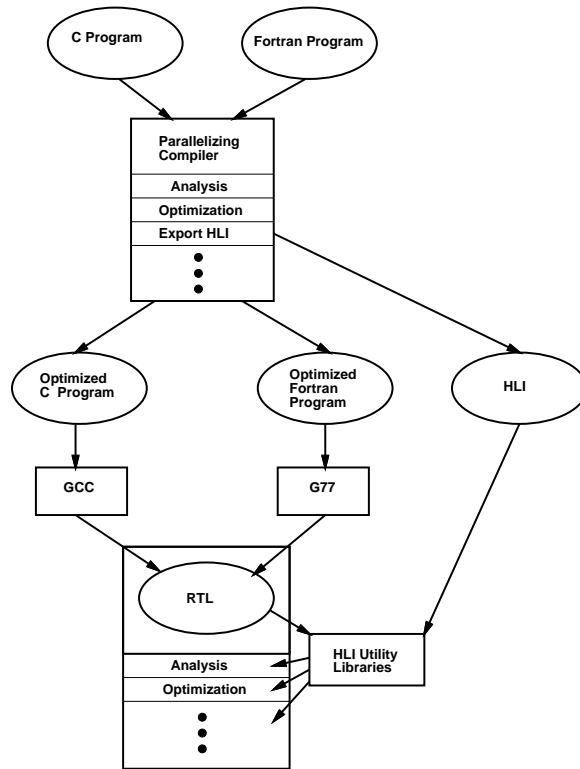 C Program
Fortran Program
Parallelizing
Compiler
Analysis
Optimization
Export HLI
Optimized
C Program
Optimized
Fortran
Program
HLI
GCC
G77
RTL
HLI Utility
Libraries
Analysis
Optimization